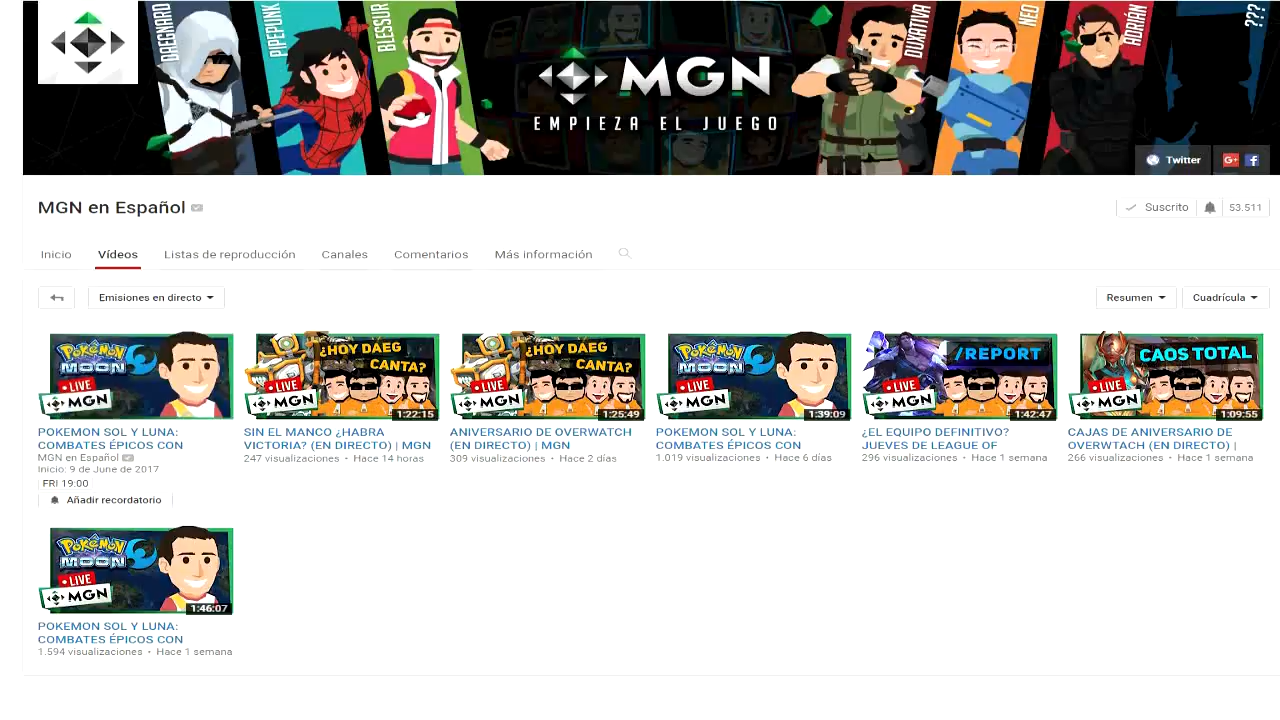 DAEGNARD
PIPEPUNK
BLESSUR
MGN
EMPIEZA EL JUEGO
DUXATIVA
NEO
ADRIÁN
???
Twitter
G+ f
MGN en Español
Suscrito 53.511
Inicio Vídeos Listas de reproducción Canales Comentarios Más información
Emisiones en directo Resumen Cuadrícula
POKéMON
MOON
LIVE
MGN
POKEMON SOL Y LUNA:
COMBATES ÉPICOS CON
MGN en Español
Inicio: 9 de June de 2017
FRI 19:00
Añadir recordatorio
¿HOY DAEG
CANTA?
LIVE
MGN
1:22:15
SIN EL MANCO ¿HABRA
VICTORIA? (EN DIRECTO) | MGN
247 visualizaciones • Hace 14 horas
¿HOY DAEG
CANTA?
LIVE
MGN
1:25:49
ANIVERSARIO DE OVERWATCH
(EN DIRECTO) | MGN
309 visualizaciones • Hace 2 días
POKéMON
MOON
LIVE
MGN
1:39:09
POKEMON SOL Y LUNA:
COMBATES ÉPICOS CON
1.019 visualizaciones • Hace 6 días
/REPORT
LIVE
MGN
1:42:47
¿EL EQUIPO DEFINITIVO?
JUEVES DE LEAGUE OF
296 visualizaciones • Hace 1 semana
CAOS TOTAL
LIVE
MGN
1:09:55
CAJAS DE ANIVERSARIO DE
OVERWTACH (EN DIRECTO) |
266 visualizaciones • Hace 1 semana
POKéMON
MOON
LIVE
MGN
1:46:07
POKEMON SOL Y LUNA:
COMBATES ÉPICOS CON
1.594 visualizaciones • Hace 1 semana